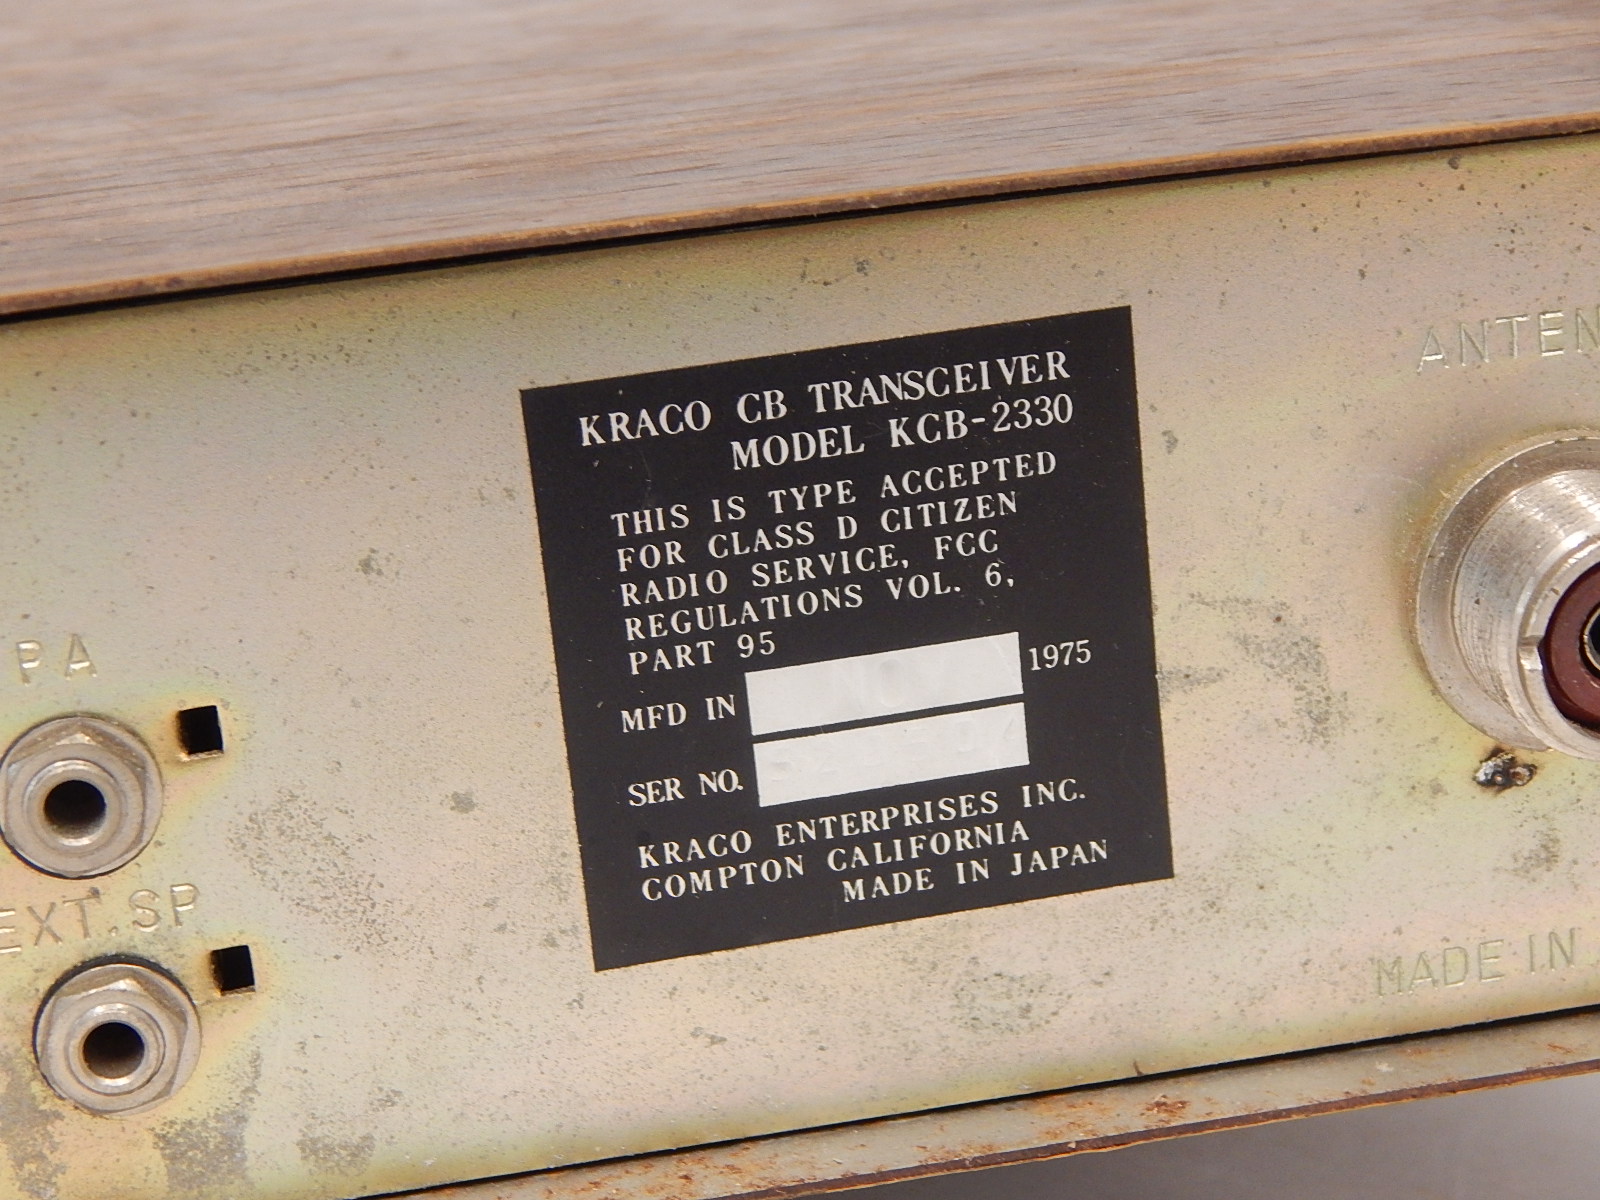 KRACO CB TRANSCEIVER
MODEL KCB-2330
THIS IS TYPE ACCEPTED
FOR CLASS D CITIZEN
RADIO SERVICE, FCC
REGULATIONS VOL. 6,
PART 95
MFD IN 1975
SER NO.
KRACO ENTERPRISES INC.
COMPTON CALIFORNIA
MADE IN JAPAN
PA
EXT. SP
ANTEN
MADE IN